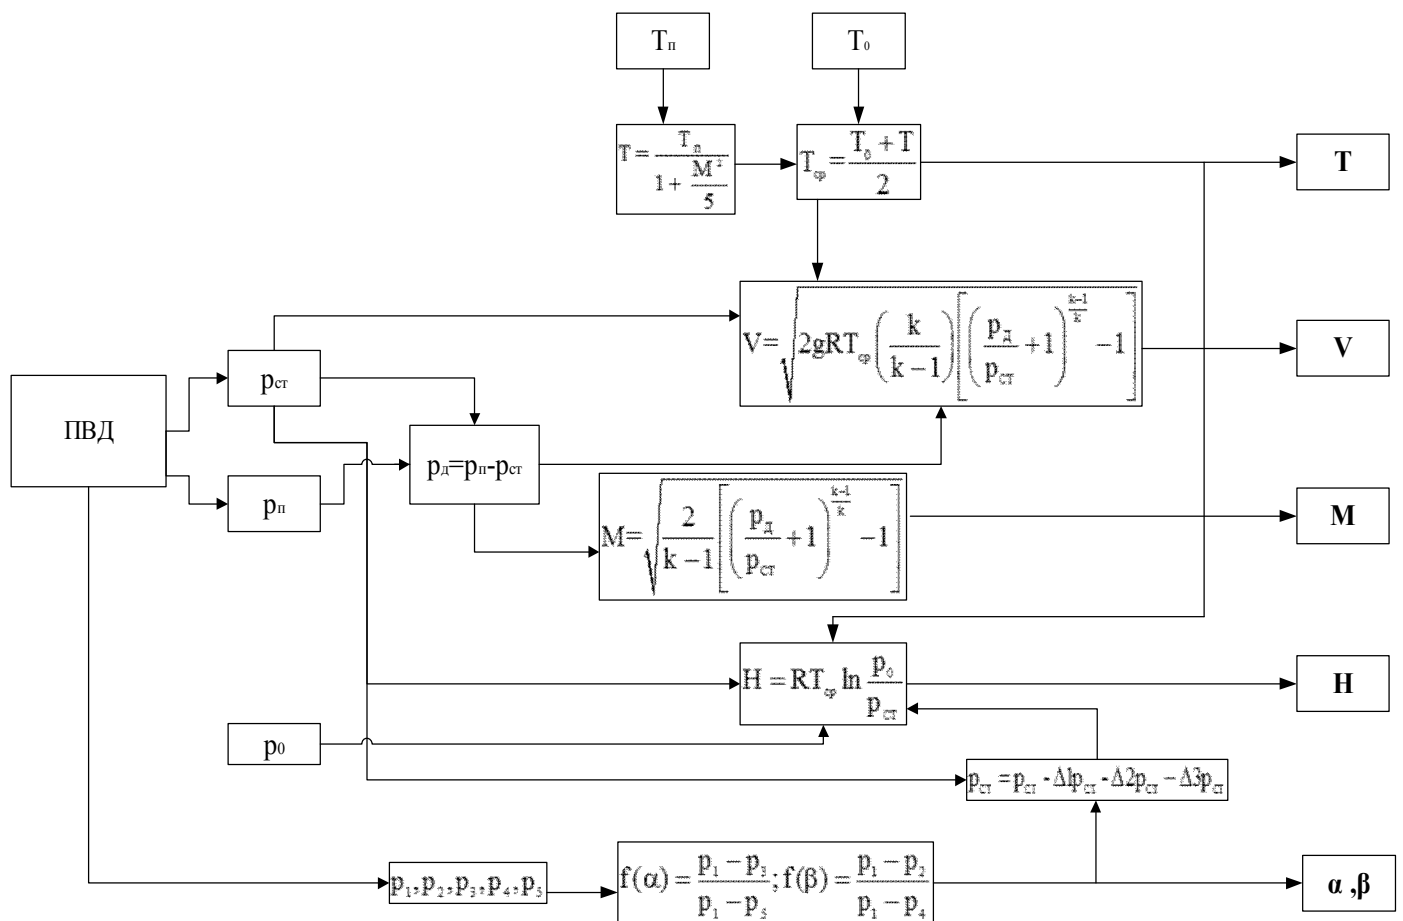 Tп
T0
T = Tп / (1 + M²/5)
Tср = (T0 + T) / 2
T
V=√(2gRTср (k/(k−1)) [(pд/pст +1)^((k−1)/k) −1])
V
pст
ПВД
pд=pп-pст
pп
M=√(2/(k−1) [(pд/pст +1)^((k−1)/k) −1])
M
H = RTср ln p0/pст
H
p0
pст = pст - Δ1pст - Δ2pст − Δ3pст
p1, p2, p3, p4, p5
f(α) = (p1 − p3)/(p1 − p5); f(β) = (p1 − p2)/(p1 − p4)
α ,β